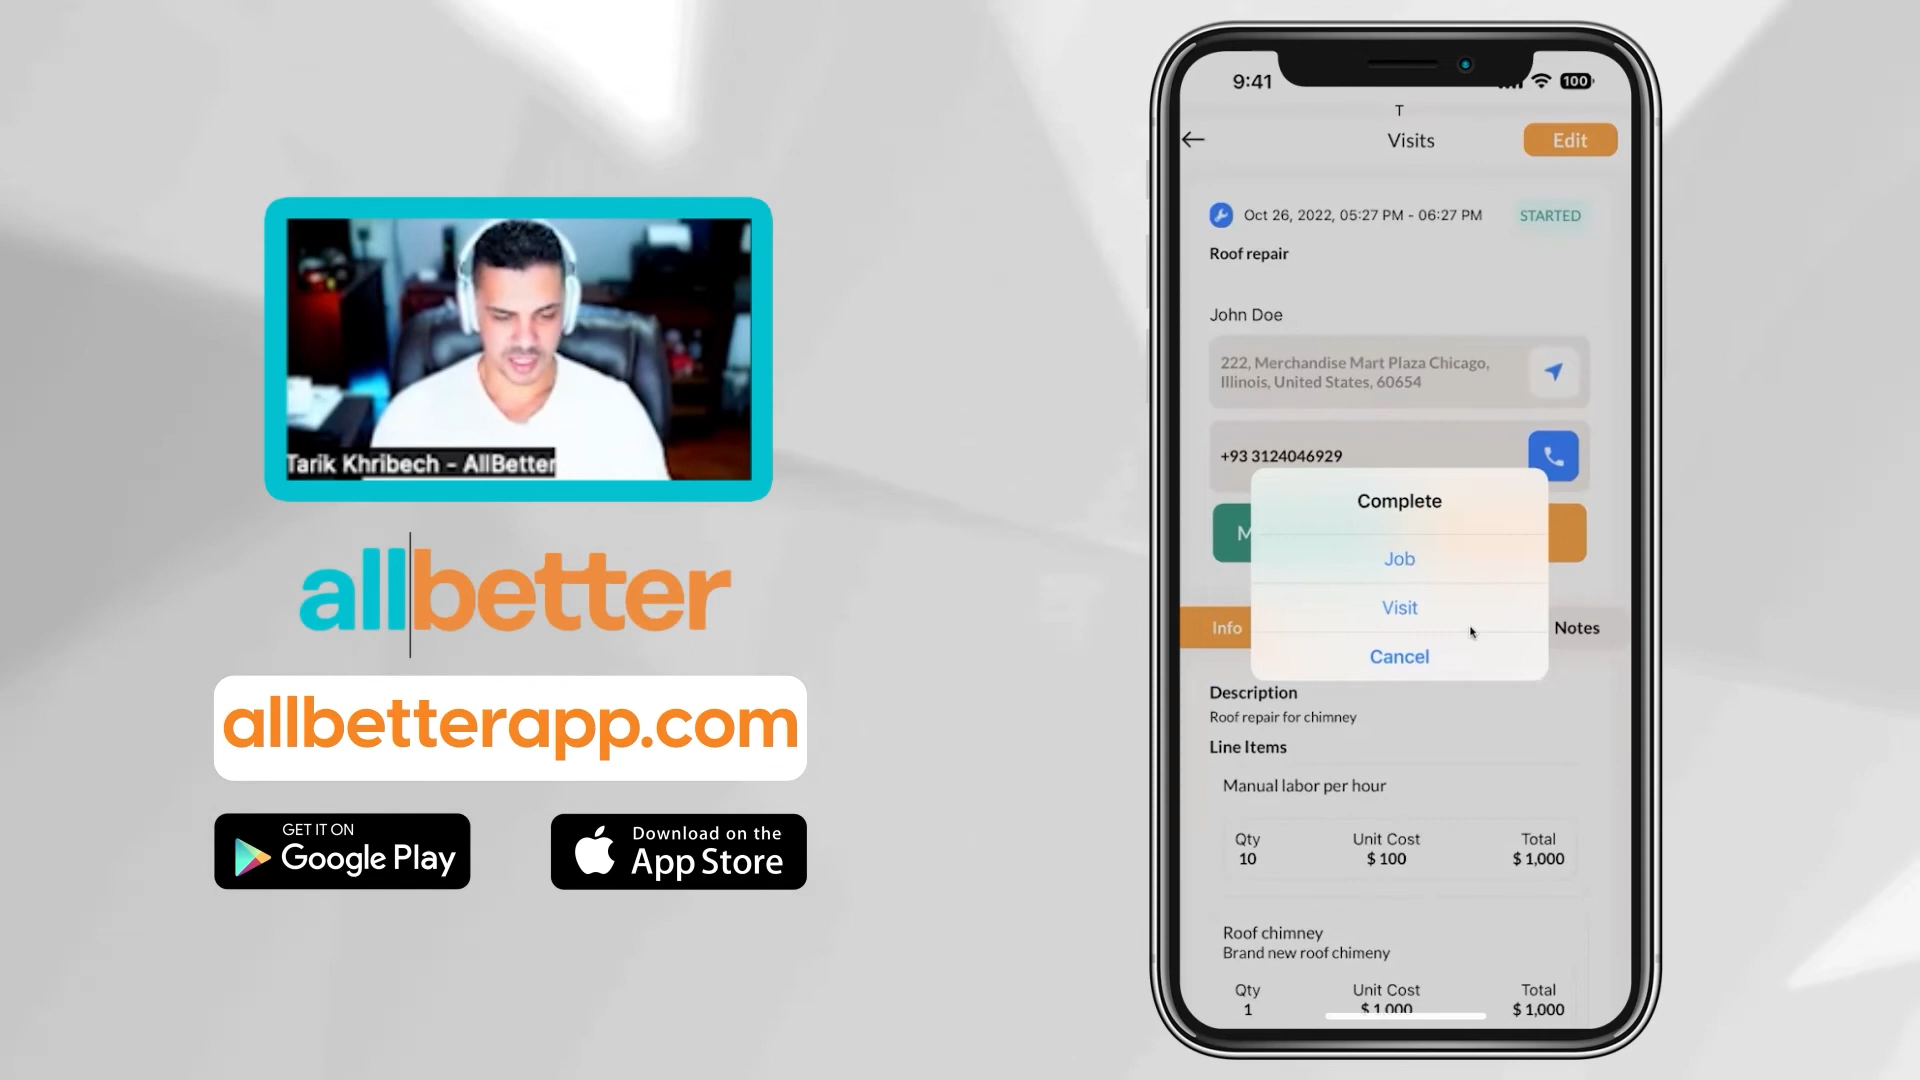 Tarik Khribech - AllBetter
allbetter
allbetterapp.com
GET IT ON
Google Play
Download on the
App Store
9:41
100
T
Visits
Edit
Oct 26, 2022, 05:27 PM - 06:27 PM
STARTED
Roof repair
John Doe
222, Merchandise Mart Plaza Chicago,
Illinois, United States, 60654
+93 3124046929
M
Complete
Job
Visit
Cancel
Info
Notes
Description
Roof repair for chimney
Line Items
Manual labor per hour
Qty Unit Cost Total
10 $ 100 $ 1,000
Roof chimney
Brand new roof chimeny
Qty Unit Cost Total
1 $ 1,000 $ 1,000